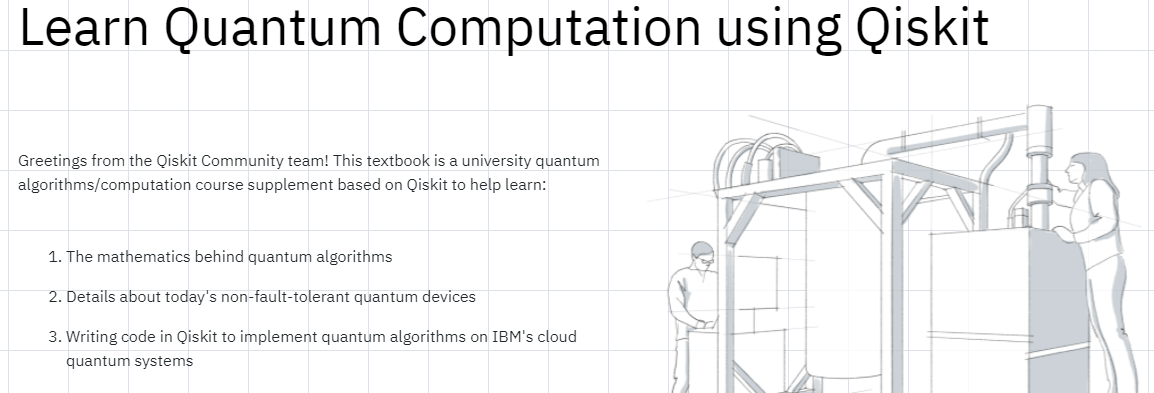 Learn Quantum Computation using Qiskit
Greetings from the Qiskit Community team! This textbook is a university quantum
algorithms/computation course supplement based on Qiskit to help learn:
1. The mathematics behind quantum algorithms
2. Details about today's non-fault-tolerant quantum devices
3. Writing code in Qiskit to implement quantum algorithms on IBM's cloud
quantum systems